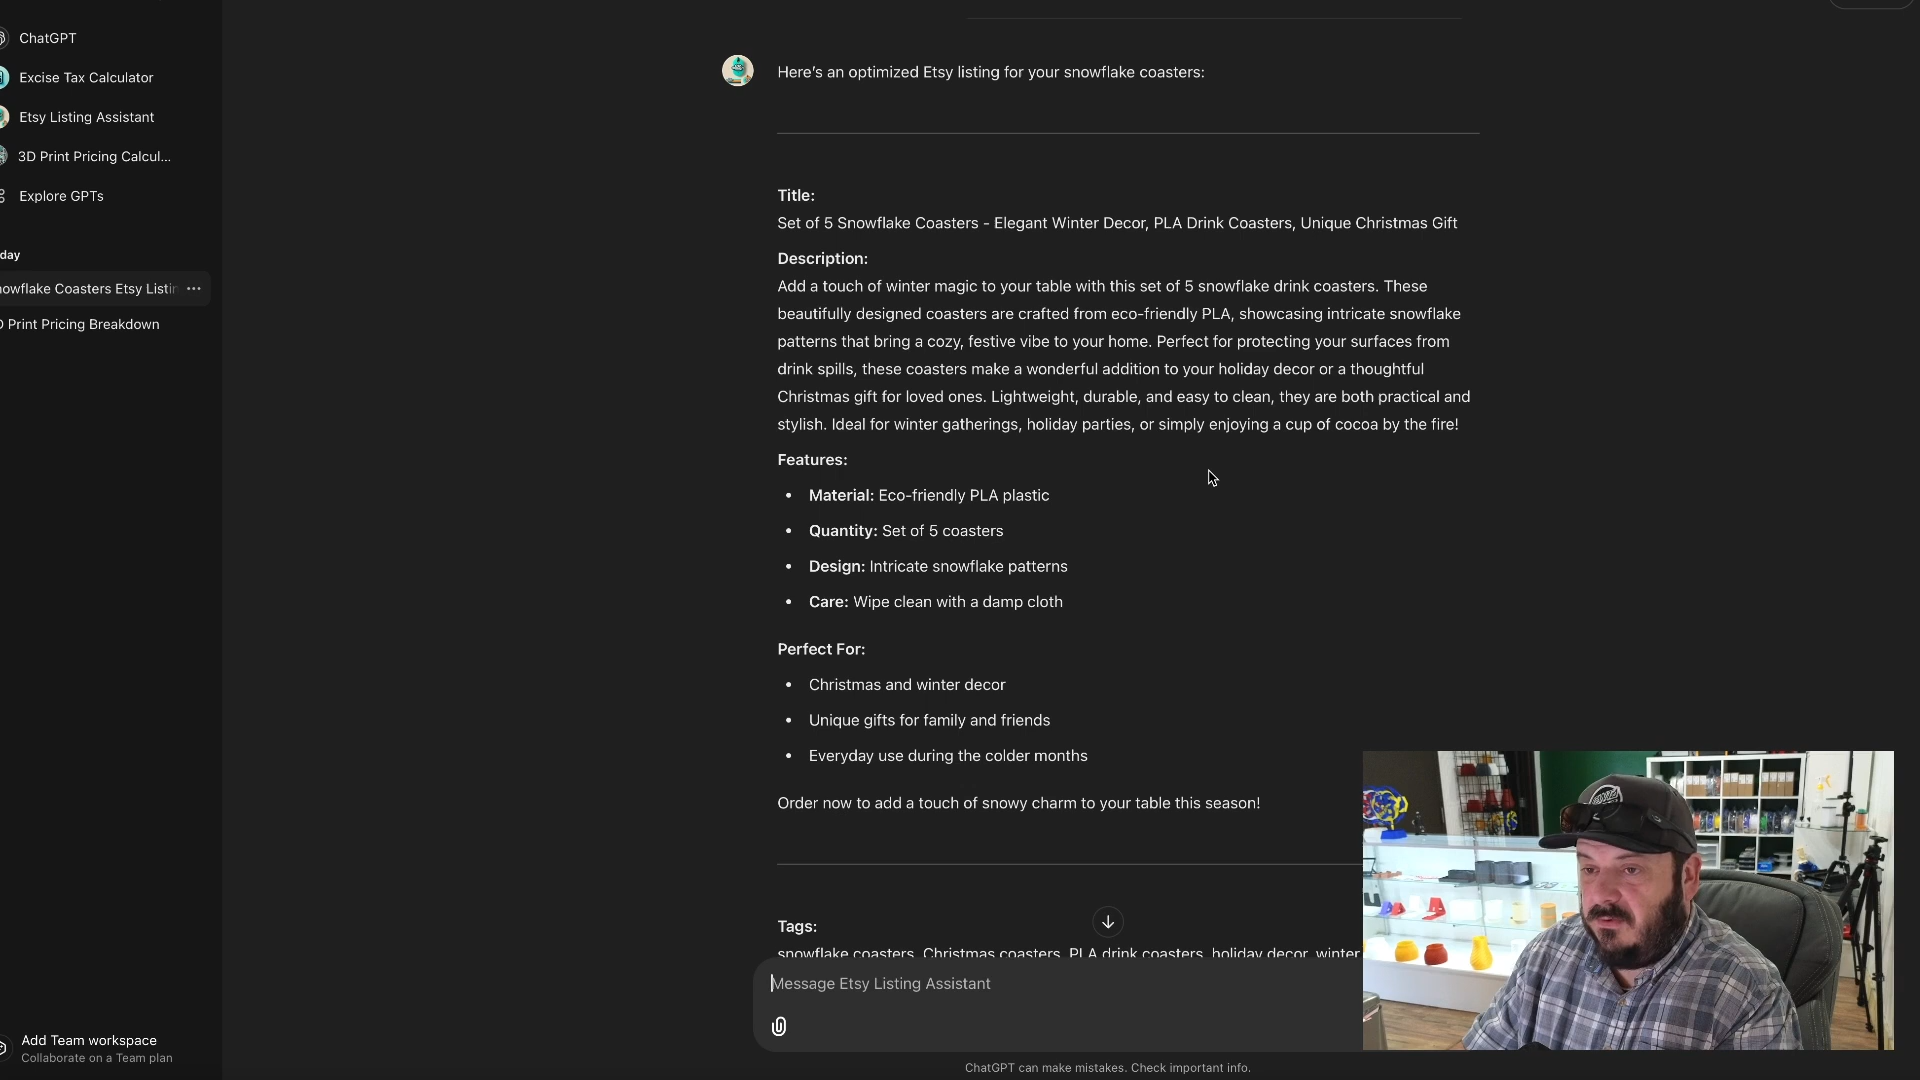 ChatGPT
Excise Tax Calculator
Etsy Listing Assistant
3D Print Pricing Calcul...
Explore GPTs
day
nowflake Coasters Etsy Listin
D Print Pricing Breakdown
Add Team workspace
Collaborate on a Team plan
Here's an optimized Etsy listing for your snowflake coasters:
Title:
Set of 5 Snowflake Coasters - Elegant Winter Decor, PLA Drink Coasters, Unique Christmas Gift
Description:
Add a touch of winter magic to your table with this set of 5 snowflake drink coasters. These
beautifully designed coasters are crafted from eco-friendly PLA, showcasing intricate snowflake
patterns that bring a cozy, festive vibe to your home. Perfect for protecting your surfaces from
drink spills, these coasters make a wonderful addition to your holiday decor or a thoughtful
Christmas gift for loved ones. Lightweight, durable, and easy to clean, they are both practical and
stylish. Ideal for winter gatherings, holiday parties, or simply enjoying a cup of cocoa by the fire!
Features:
• Material: Eco-friendly PLA plastic
• Quantity: Set of 5 coasters
• Design: Intricate snowflake patterns
• Care: Wipe clean with a damp cloth
Perfect For:
• Christmas and winter decor
• Unique gifts for family and friends
• Everyday use during the colder months
Order now to add a touch of snowy charm to your table this season!
Tags:
snowflake coasters, Christmas coasters, PLA drink coasters, holiday decor, winter
Message Etsy Listing Assistant
ChatGPT can make mistakes. Check important info.